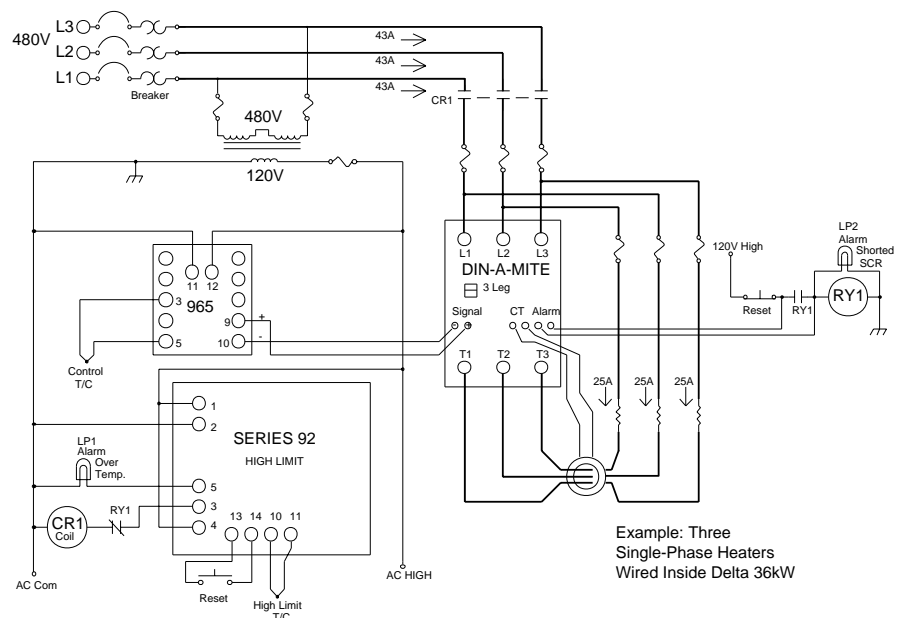 L3
480V
L2
L1
Breaker
43A
43A
43A
CR1
480V
120V
L1 L2 L3
DIN-A-MITE
3 Leg
Signal CT Alarm
- +
T1 T2 T3
11 12
965
3
9 +
10 -
5
Control
T/C
1
2
SERIES 92
HIGH LIMIT
LP1
Alarm
Over
Temp.
5
3
4
RY1
CR1
Coil
13 14 10 11
Reset
High Limit
T/C
AC Com
AC HIGH
25A 25A 25A
120V High
Reset
RY1
LP2
Alarm
Shorted
SCR
RY1
Example: Three
Single-Phase Heaters
Wired Inside Delta 36kW